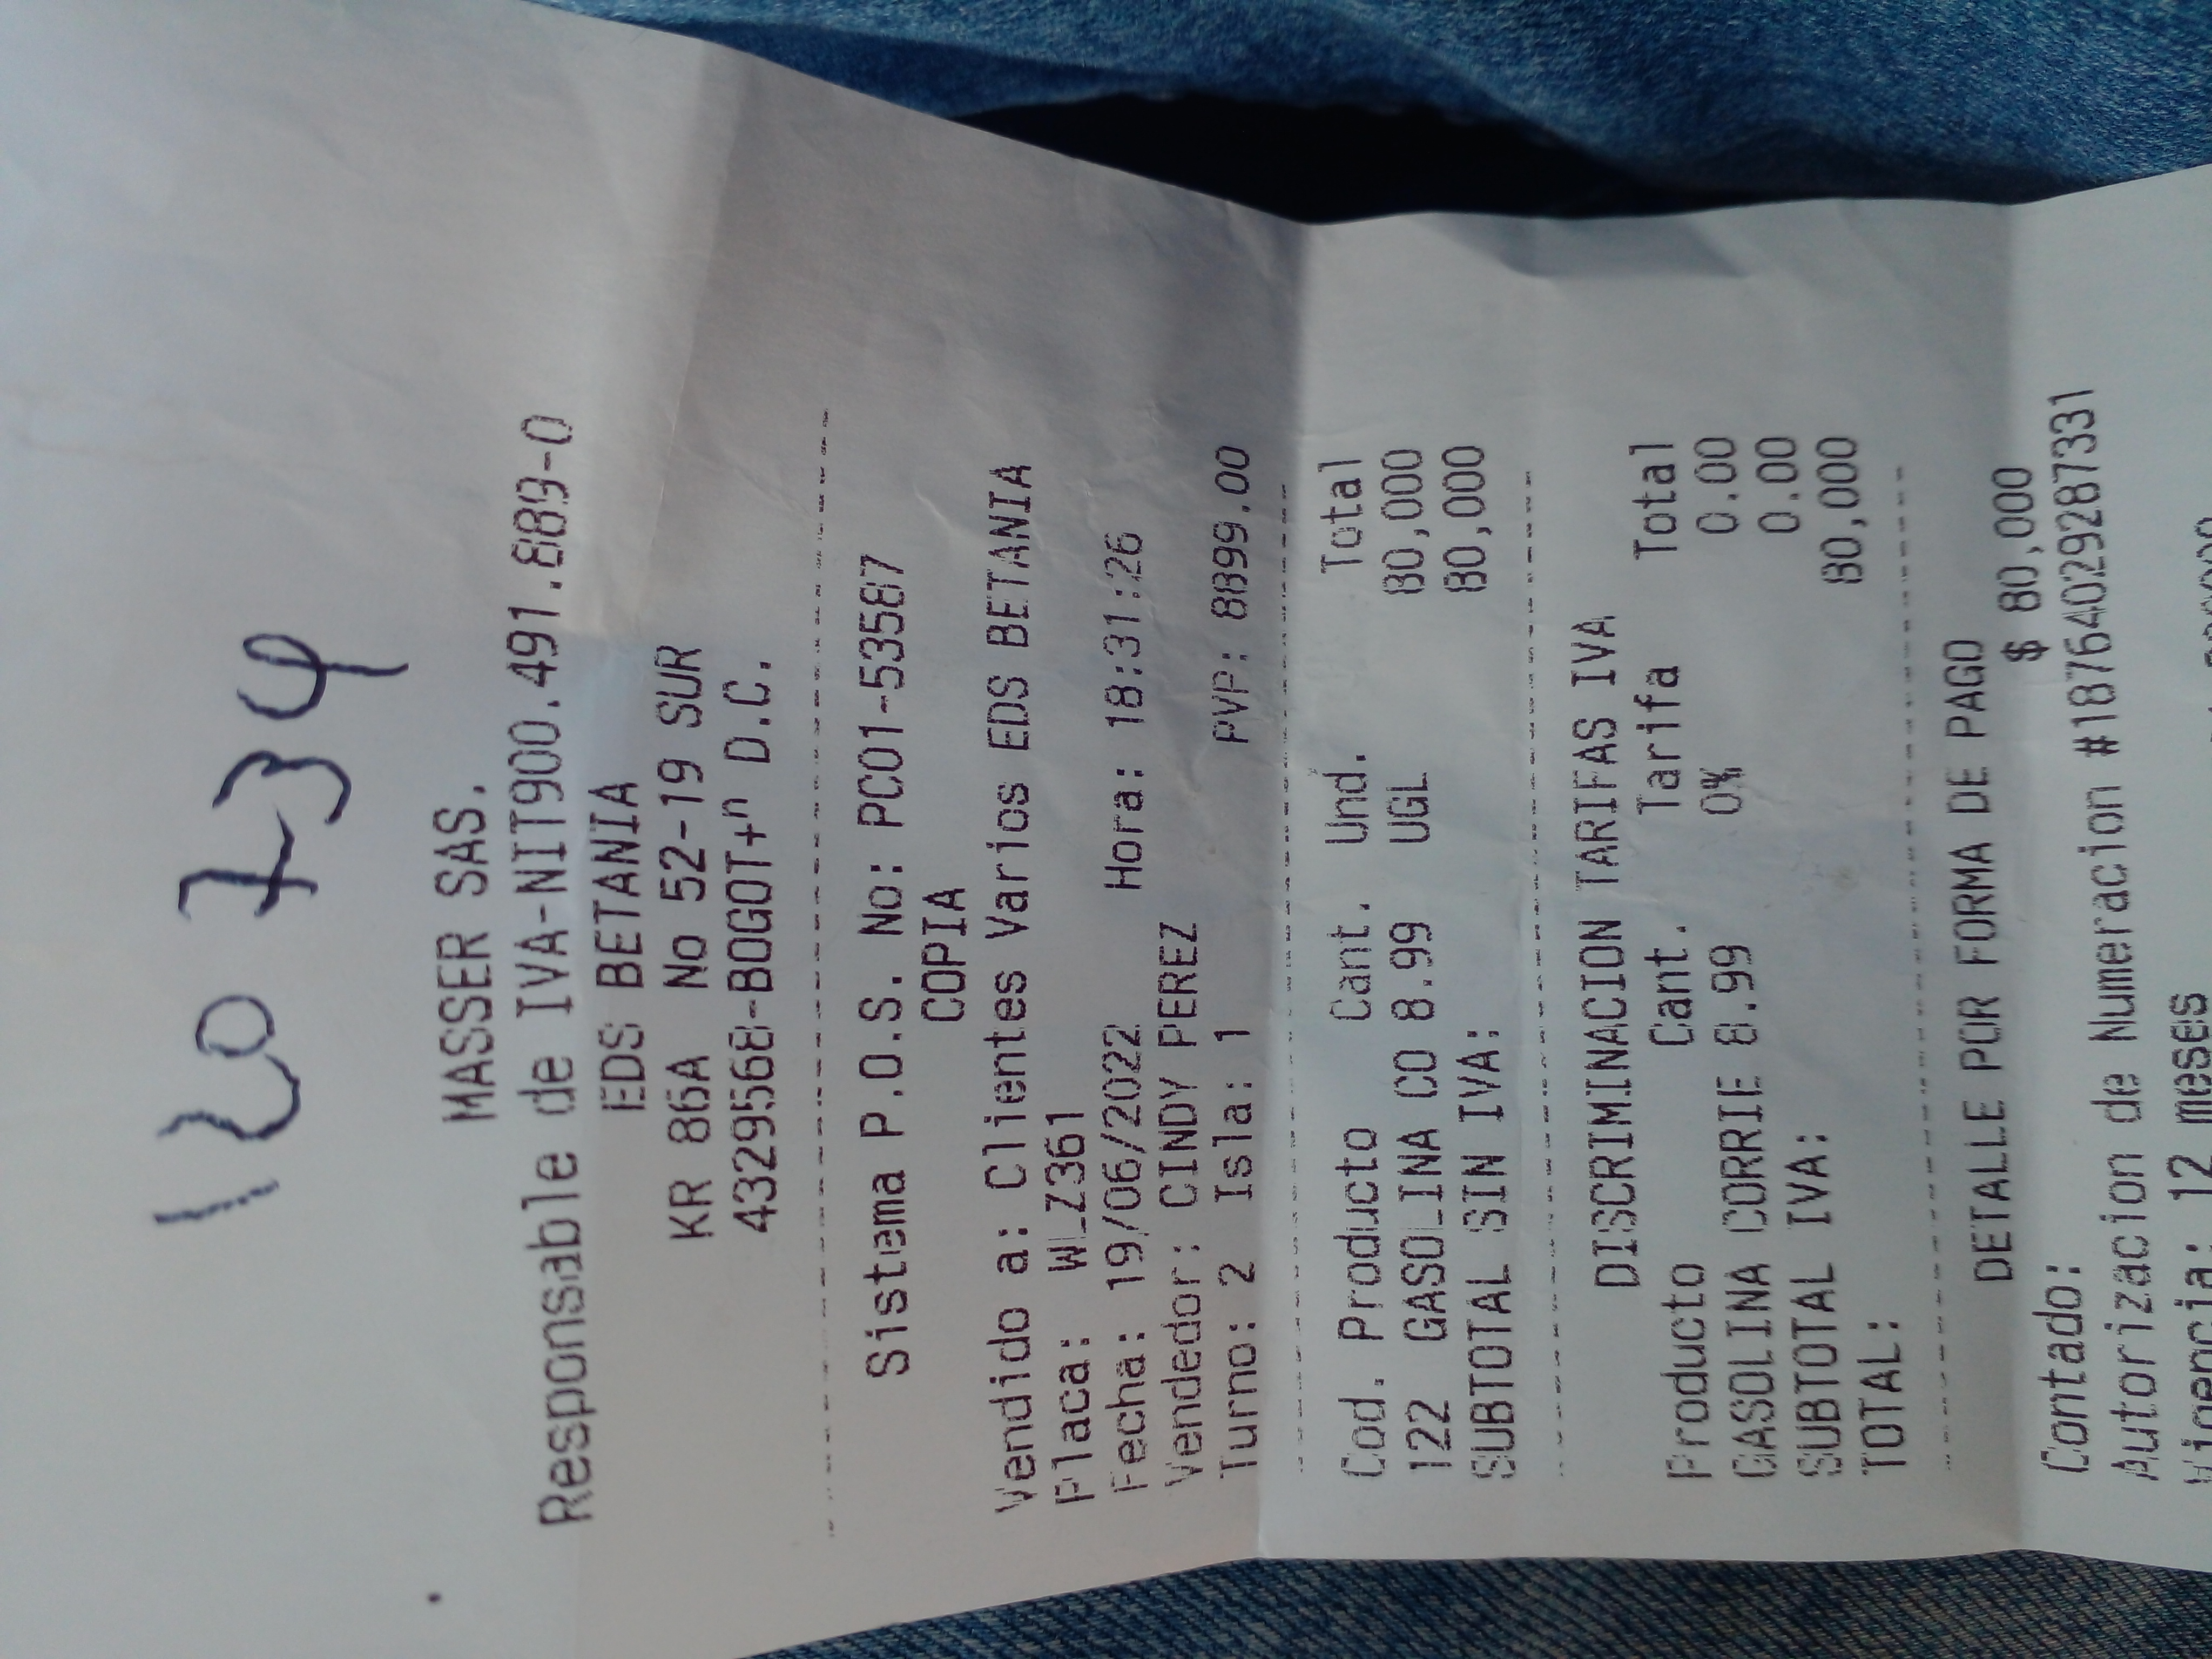 120734
MASSER SAS.
Responsable de IVA-NIT900.491.889-0
EDS BETANIA
KR 86A No 52-19 SUR
4329568-BOGOT+ⁿ D.C.
Sistema P.O.S. No: PC01-53587
COPIA
Vendido a: Clientes Varios EDS BETANIA
Placa: WLZ361
Fecha: 19/06/2022 Hora: 18:31:26
Vendedor: CINDY PEREZ
Turno: 2 Isla: 1 PVP: 8899.00
Cod. Producto Cant. Und. Total
122 GASOLINA CO 8.99 UGL 80,000
SUBTOTAL SIN IVA: 80,000
DISCRIMINACION TARIFAS IVA
Producto Cant. Tarifa Total
GASOLINA CORRIE 8.99 0% 0.00
SUBTOTAL IVA: 0.00
TOTAL: 80,000
DETALLE POR FORMA DE PAGO
Contado: $ 80,000
Autorizacion de Numeracion #18764029287331
Vigencia: 12 meses